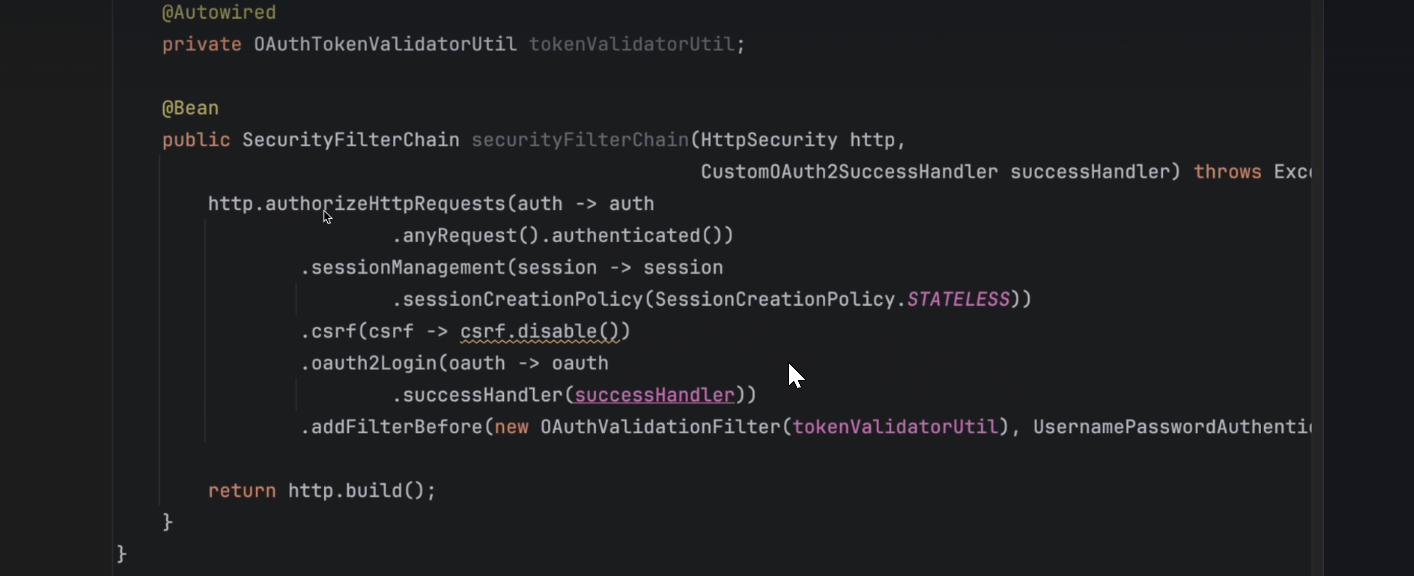 @Autowired
private OAuthTokenValidatorUtil tokenValidatorUtil;
@Bean
public SecurityFilterChain securityFilterChain(HttpSecurity http,
CustomOAuth2SuccessHandler successHandler) throws Exc
http.authorizeHttpRequests(auth -> auth
.anyRequest().authenticated())
.sessionManagement(session -> session
.sessionCreationPolicy(SessionCreationPolicy.STATELESS))
.csrf(csrf -> csrf.disable())
.oauth2Login(oauth -> oauth
.successHandler(successHandler))
.addFilterBefore(new OAuthValidationFilter(tokenValidatorUtil), UsernamePasswordAuthenti
return http.build();
}
}